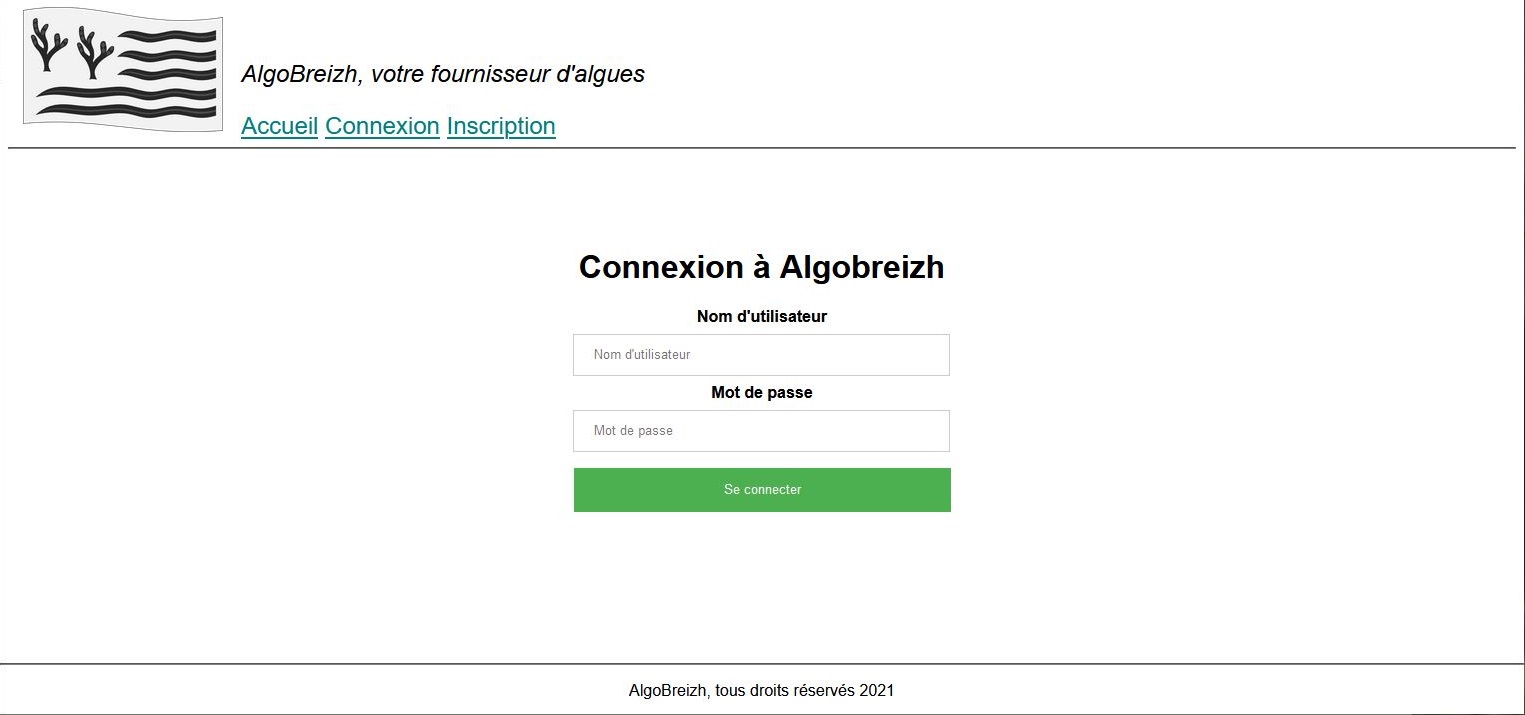 AlgoBreizh, votre fournisseur d'algues
Accueil Connexion Inscription
Connexion à Algobreizh
Nom d'utilisateur
Nom d'utilisateur
Mot de passe
Mot de passe
Se connecter
AlgoBreizh, tous droits réservés 2021